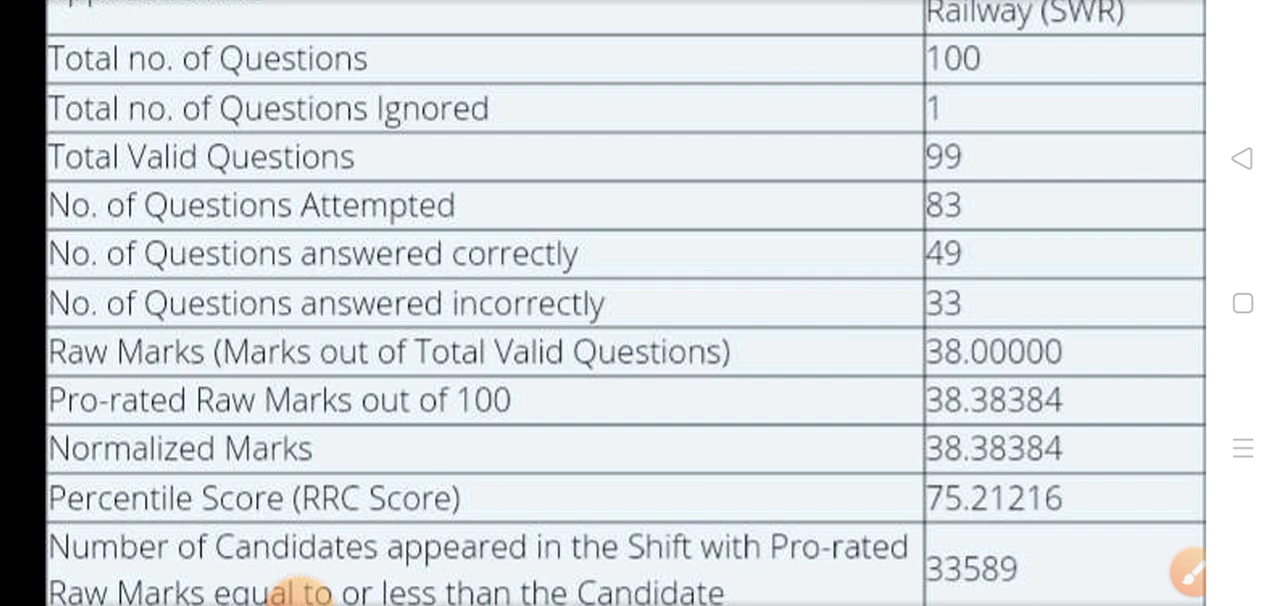 Railway (SWR)
Total no. of Questions 100
Total no. of Questions Ignored 1
Total Valid Questions 99
No. of Questions Attempted 83
No. of Questions answered correctly 49
No. of Questions answered incorrectly 33
Raw Marks (Marks out of Total Valid Questions) 38.00000
Pro-rated Raw Marks out of 100 38.38384
Normalized Marks 38.38384
Percentile Score (RRC Score) 75.21216
Number of Candidates appeared in the Shift with Pro-rated
Raw Marks equal to or less than the Candidate 33589